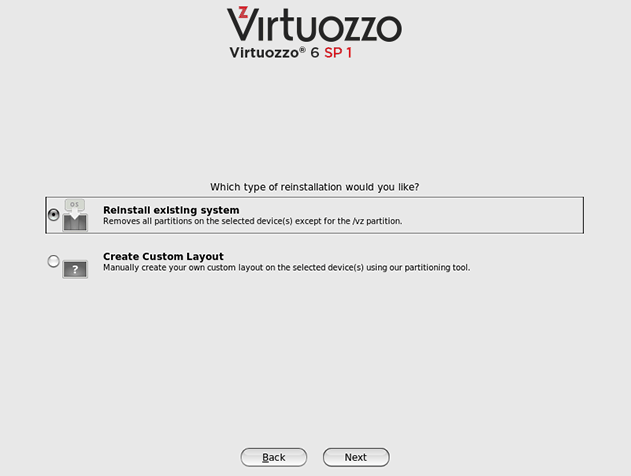 Virtuozzo
Virtuozzo® 6 SP 1
Which type of reinstallation would you like?
OS
Reinstall existing system
Removes all partitions on the selected device(s) except for the /vz partition.
?
Create Custom Layout
Manually create your own custom layout on the selected device(s) using our partitioning tool.
Back Next